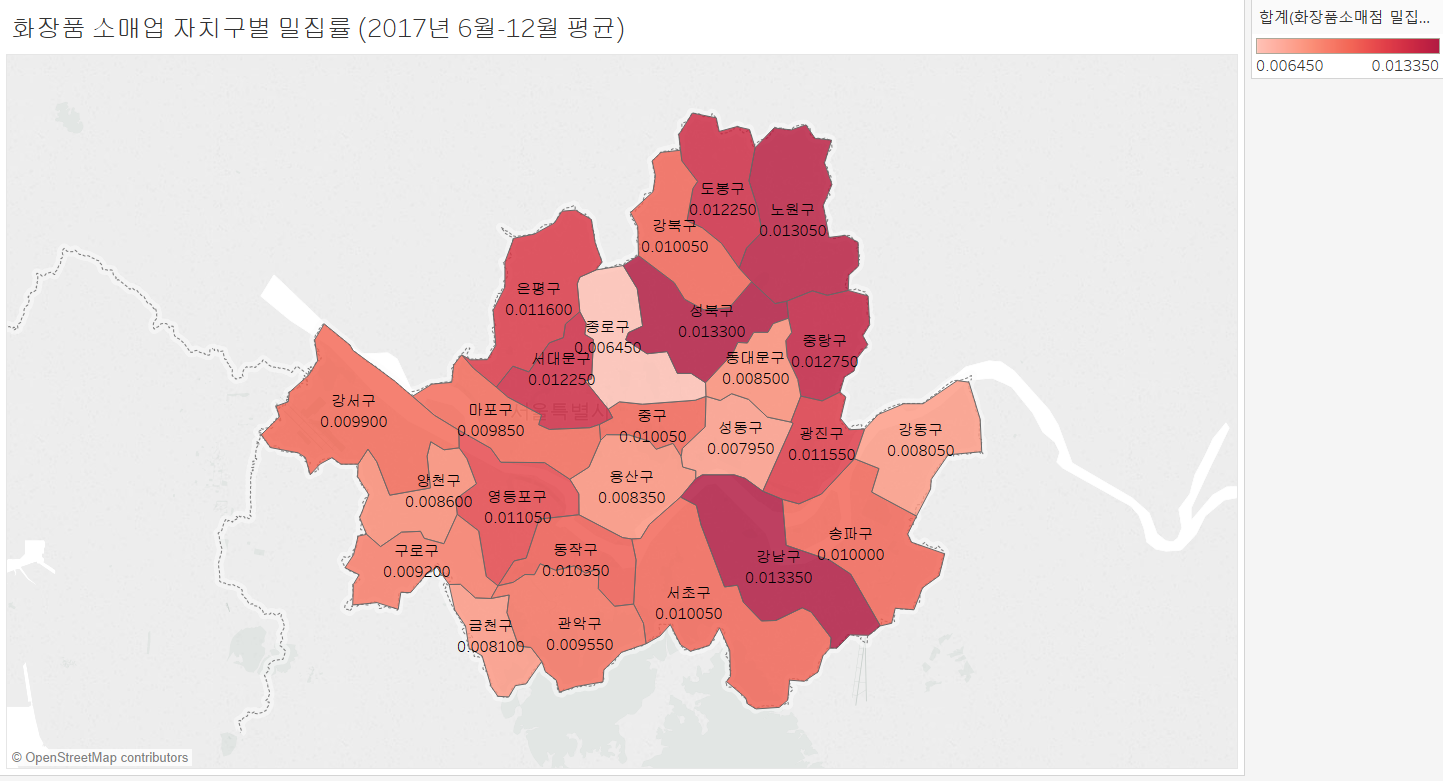 화장품 소매업 자치구별 밀집률 (2017년 6월-12월 평균)
합계(화장품소매점 밀집...
0.006450 0.013350
도봉구
0.012250
노원구
0.013050
강북구
0.010050
은평구
0.011600
성북구
0.013300
종로구
0.006450
중랑구
0.012750
서대문구
0.012250
동대문구
0.008500
강서구
0.009900
마포구
0.009850
서울특별시
중구
0.010050
성동구
0.007950
광진구
0.011550
강동구
0.008050
양천구
0.008600
용산구
0.008350
영등포구
0.011050
송파구
0.010000
구로구
0.009200
동작구
0.010350
강남구
0.013350
서초구
0.010050
금천구
0.008100
관악구
0.009550
© OpenStreetMap contributors